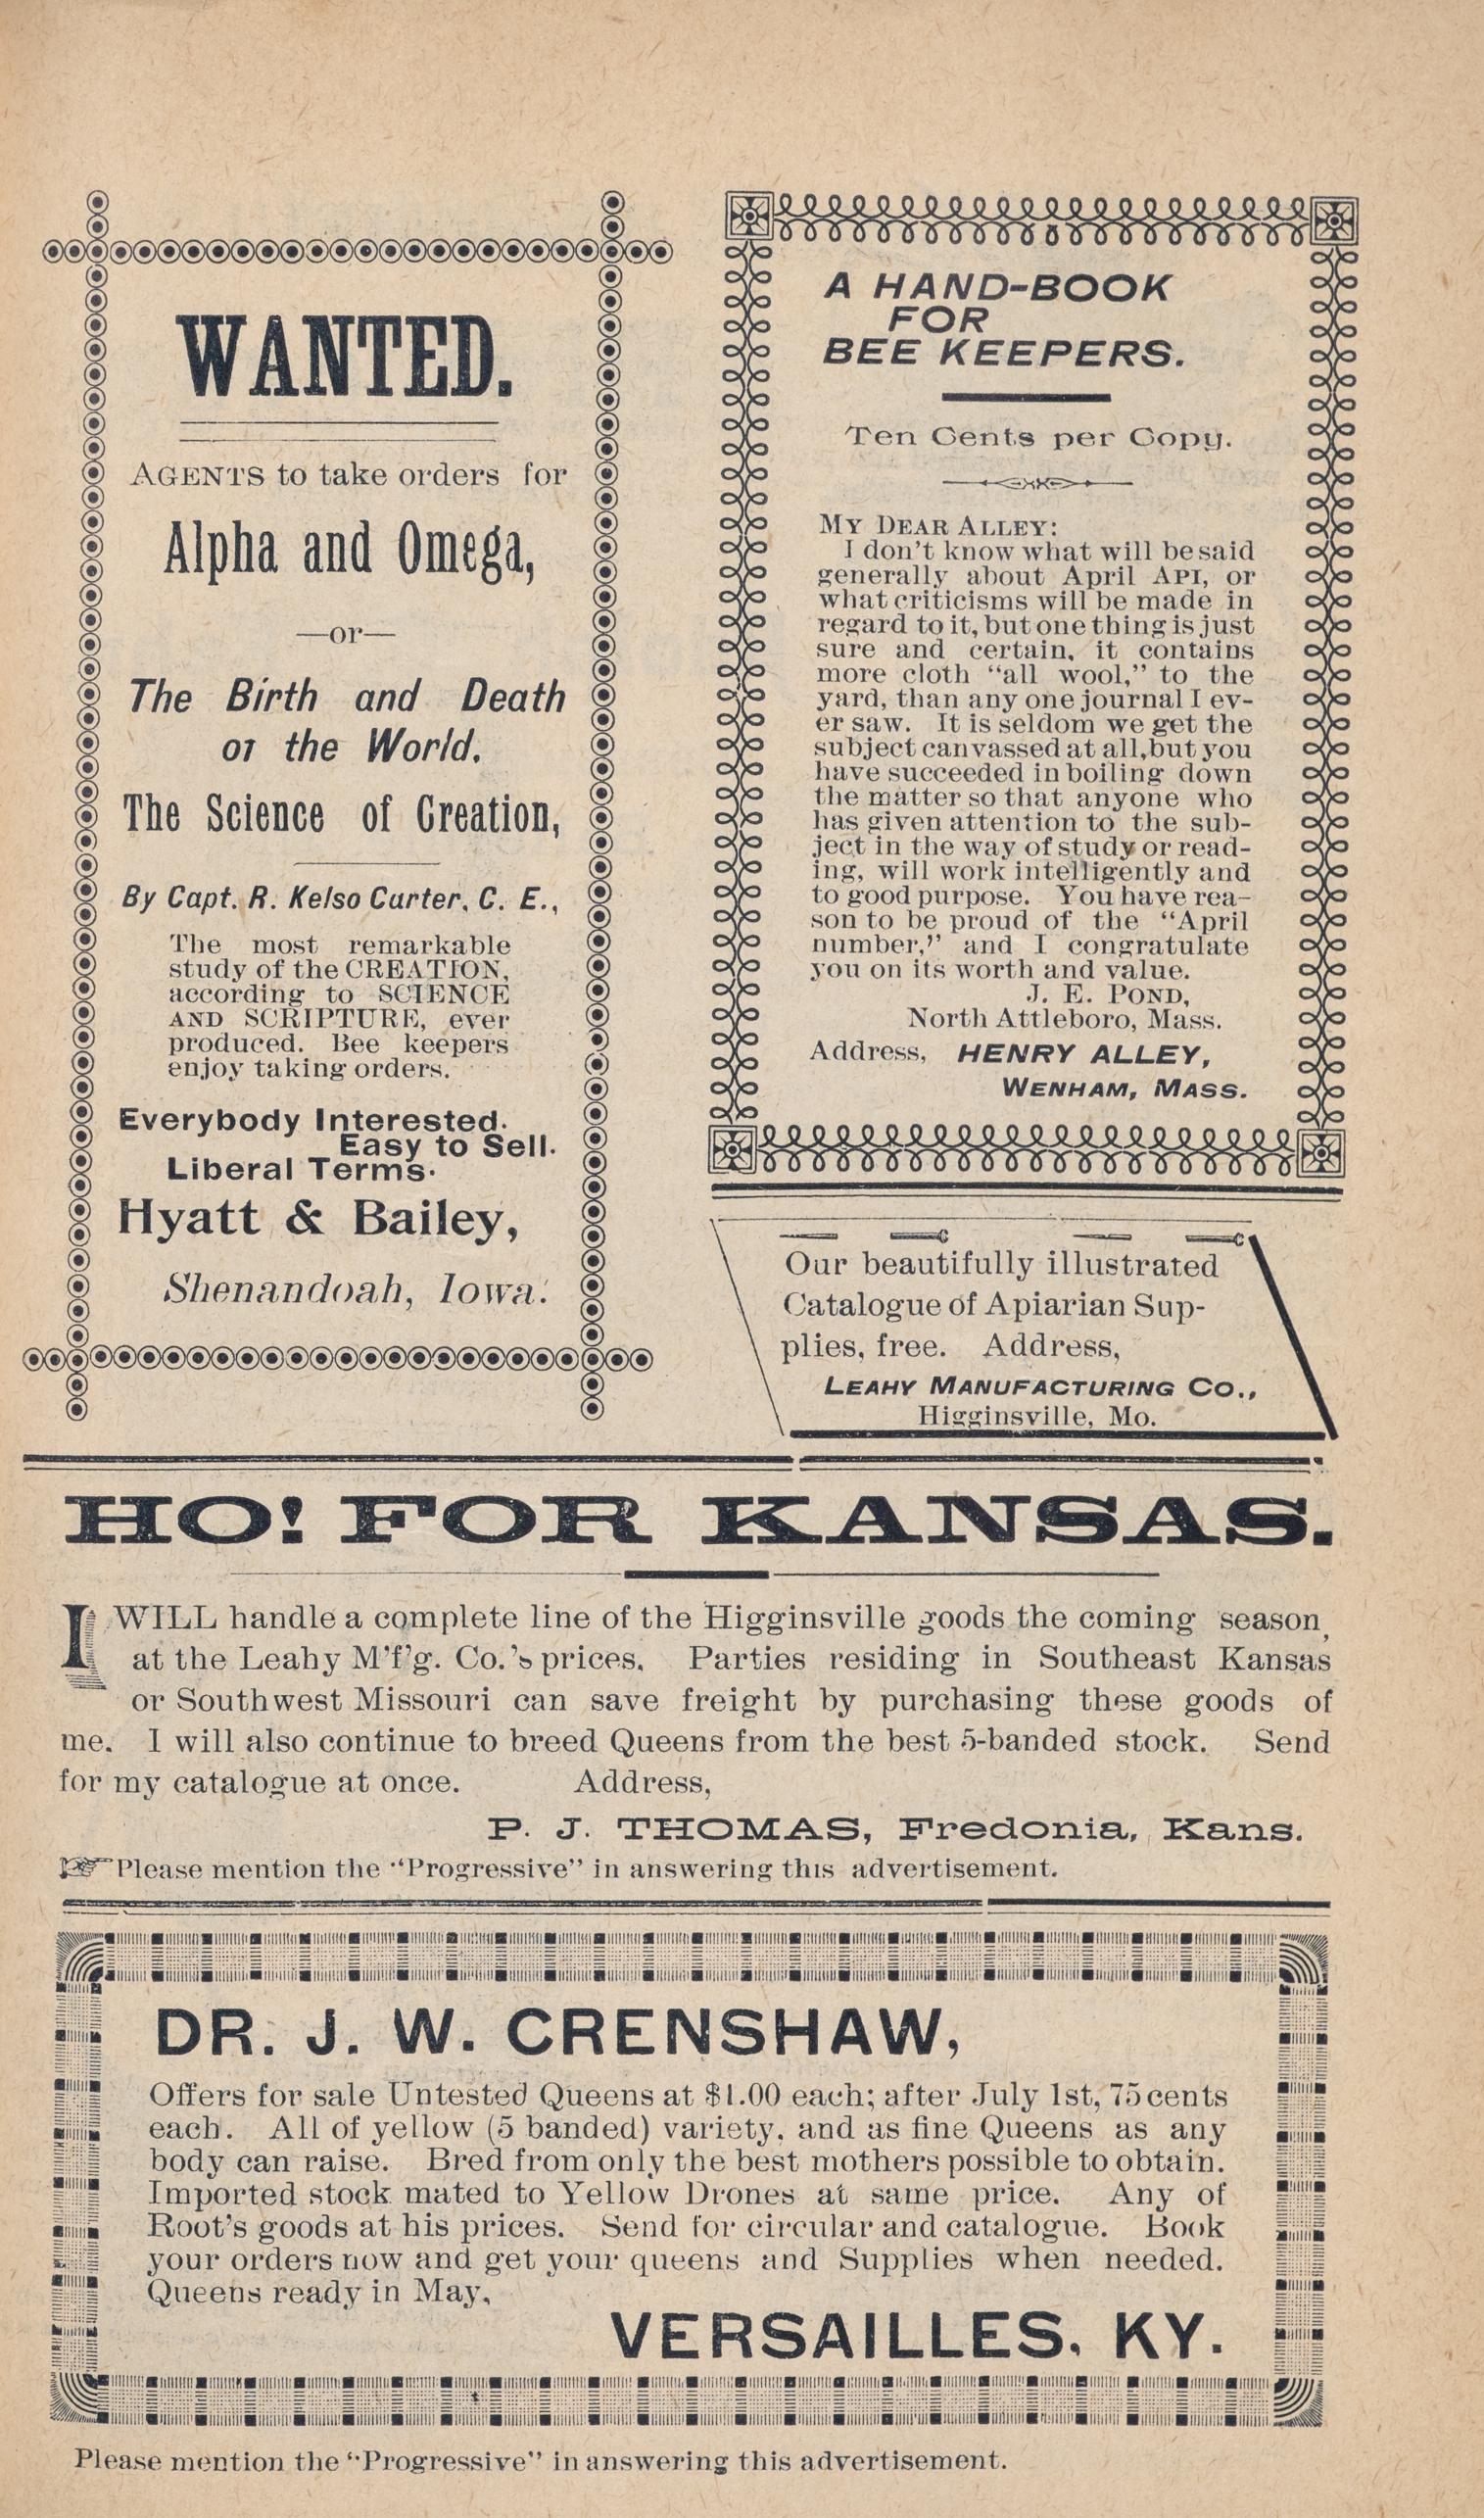 WANTED.
AGENTS to take orders for
Alpha and Omega,
—or—
The Birth and Death
of the World.
The Science of Creation,
By Capt. R. Kelso Carter, C. E.,
The most remarkable
study of the CREATION,
according to SCIENCE
AND SCRIPTURE, ever
produced. Bee keepers
enjoy taking orders.
Everybody Interested.
Easy to Sell.
Liberal Terms.
Hyatt & Bailey,
Shenandoah, Iowa.
A HAND-BOOK
FOR
BEE KEEPERS.
Ten Cents per Copy.
MY DEAR ALLEY:
I don't know what will be said
generally about April API, or
what criticisms will be made in
regard to it, but one thing is just
sure and certain, it contains
more cloth "all wool," to the
yard, than any one journal I ev-
er saw. It is seldom we get the
subject canvassed at all, but you
have succeeded in boiling down
the matter so that anyone who
has given attention to the sub-
ject in the way of study or read-
ing, will work intelligently and
to good purpose. You have rea-
son to be proud of the "April
number," and I congratulate
you on its worth and value.
J. E. POND,
North Attleboro, Mass.
Address, HENRY ALLEY,
WENHAM, MASS.
Our beautifully illustrated
Catalogue of Apiarian Sup-
plies, free. Address,
LEAHY MANUFACTURING CO.,
Higginsville, Mo.
HO! FOR KANSAS.
I WILL handle a complete line of the Higginsville goods the coming season,
at the Leahy M'f'g. Co.'s prices. Parties residing in Southeast Kansas
or Southwest Missouri can save freight by purchasing these goods of
me. I will also continue to breed Queens from the best 5-banded stock. Send
for my catalogue at once. Address,
P. J. THOMAS, Fredonia, Kans.
☞Please mention the "Progressive" in answering this advertisement.
DR. J. W. CRENSHAW,
Offers for sale Untested Queens at $1.00 each; after July 1st, 75 cents
each. All of yellow (5 banded) variety, and as fine Queens as any
body can raise. Bred from only the best mothers possible to obtain.
Imported stock mated to Yellow Drones at same price. Any of
Root's goods at his prices. Send for circular and catalogue. Book
your orders now and get your queens and Supplies when needed.
Queens ready in May,
VERSAILLES, KY.
Please mention the "Progressive" in answering this advertisement.